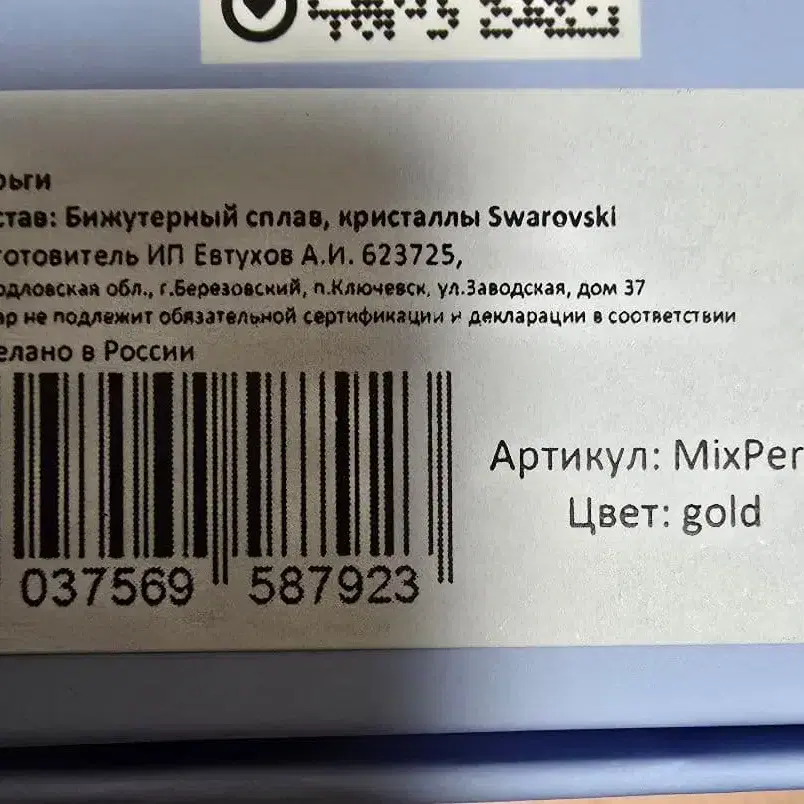 рьги
став: Бижутерный сплав, кристаллы Swarovski
готовитель ИП Евтухов А.И. 623725,
рдловская обл., г.Березовский, п.Ключевск, ул.Заводская, дом 37
ар не подлежит обязательной сертификации и декларации в соответствии
елано в России
Артикул: MixPer
Цвет: gold
037569 587923